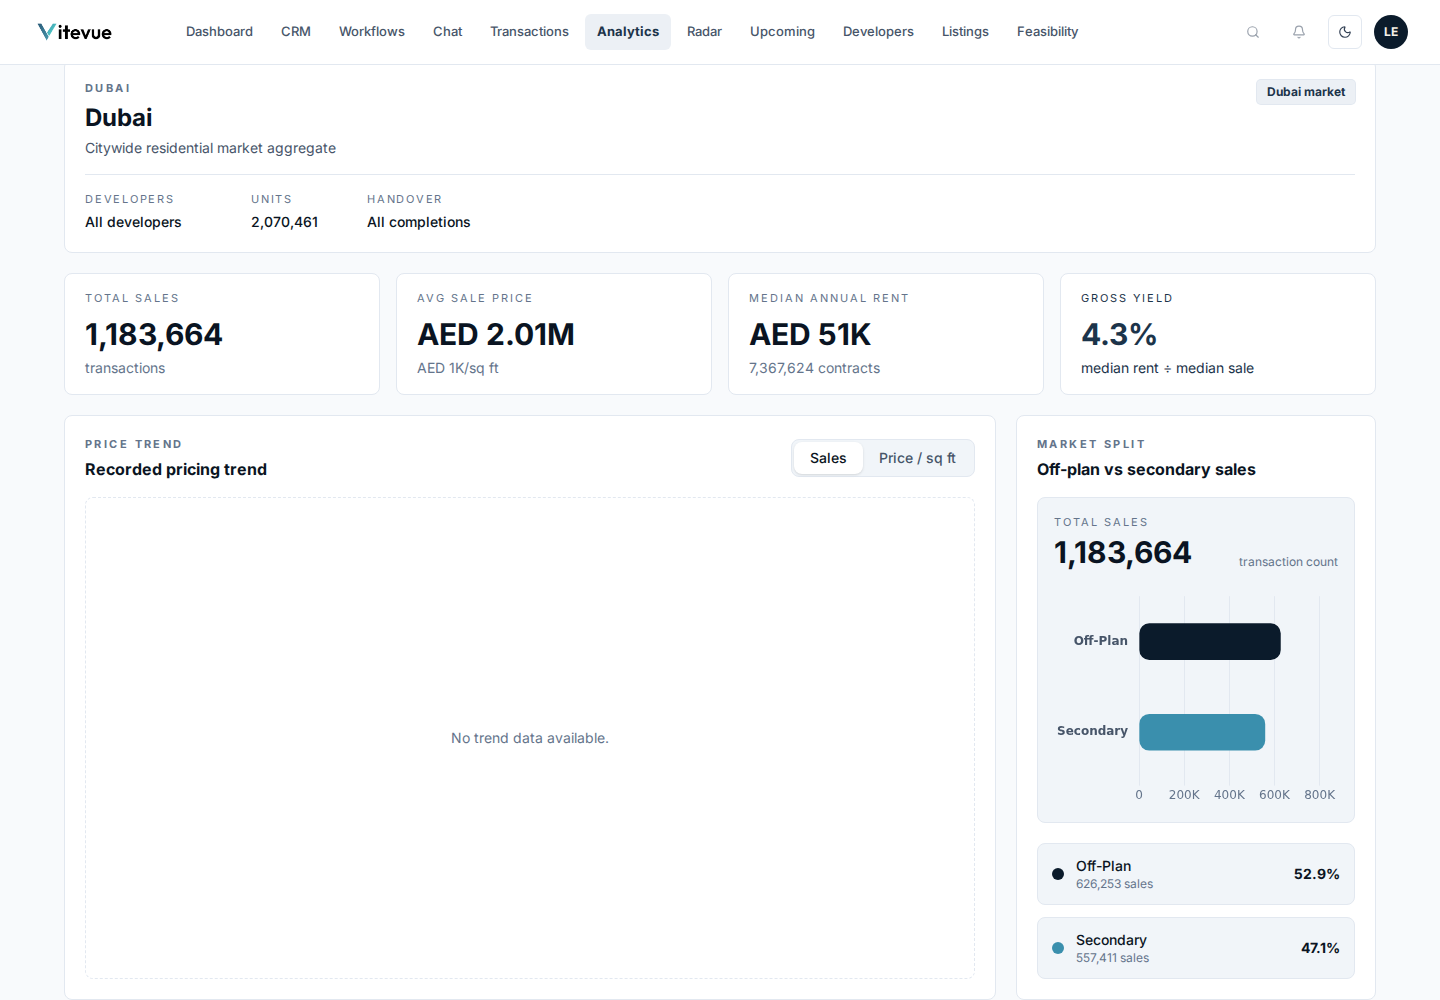 Vitevue
Dashboard CRM Workflows Chat Transactions Analytics Radar Upcoming Developers Listings Feasibility
LE
DUBAI
Dubai
Citywide residential market aggregate
Dubai market
DEVELOPERS
All developers
UNITS
2,070,461
HANDOVER
All completions
TOTAL SALES
1,183,664
transactions
AVG SALE PRICE
AED 2.01M
AED 1K/sq ft
MEDIAN ANNUAL RENT
AED 51K
7,367,624 contracts
GROSS YIELD
4.3%
median rent ÷ median sale
PRICE TREND
Recorded pricing trend
Sales Price / sq ft
No trend data available.
MARKET SPLIT
Off-plan vs secondary sales
TOTAL SALES
1,183,664
transaction count
Off-Plan
Secondary
0 200K 400K 600K 800K
Off-Plan
626,253 sales
52.9%
Secondary
557,411 sales
47.1%